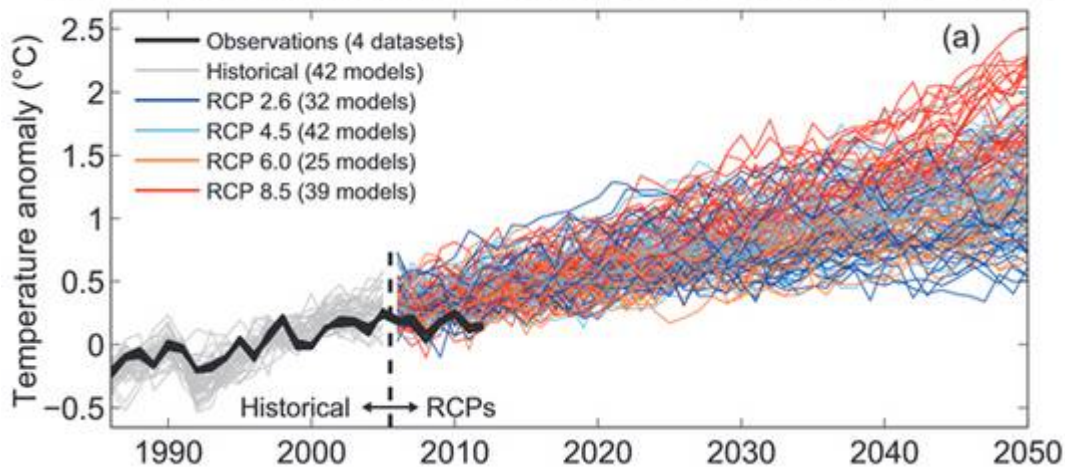 Temperature anomaly (°C)
2.5
2
1.5
1
0.5
0
−0.5
(a)
Observations (4 datasets)
Historical (42 models)
RCP 2.6 (32 models)
RCP 4.5 (42 models)
RCP 6.0 (25 models)
RCP 8.5 (39 models)
Historical RCPs
1990 2000 2010 2020 2030 2040 2050